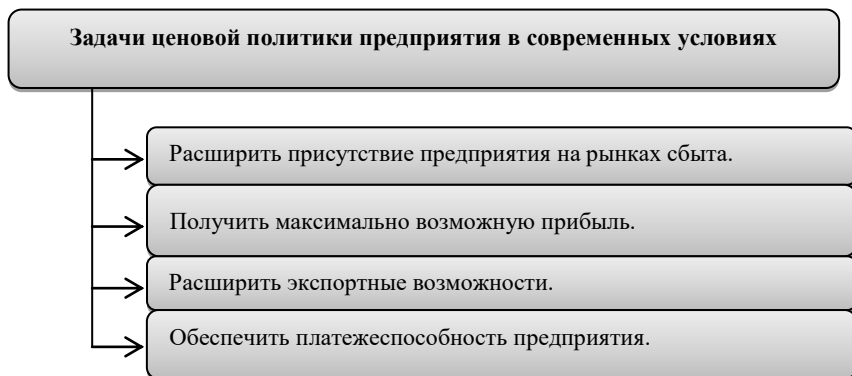 Задачи ценовой политики предприятия в современных условиях
Расширить присутствие предприятия на рынках сбыта.
Получить максимально возможную прибыль.
Расширить экспортные возможности.
Обеспечить платежеспособность предприятия.